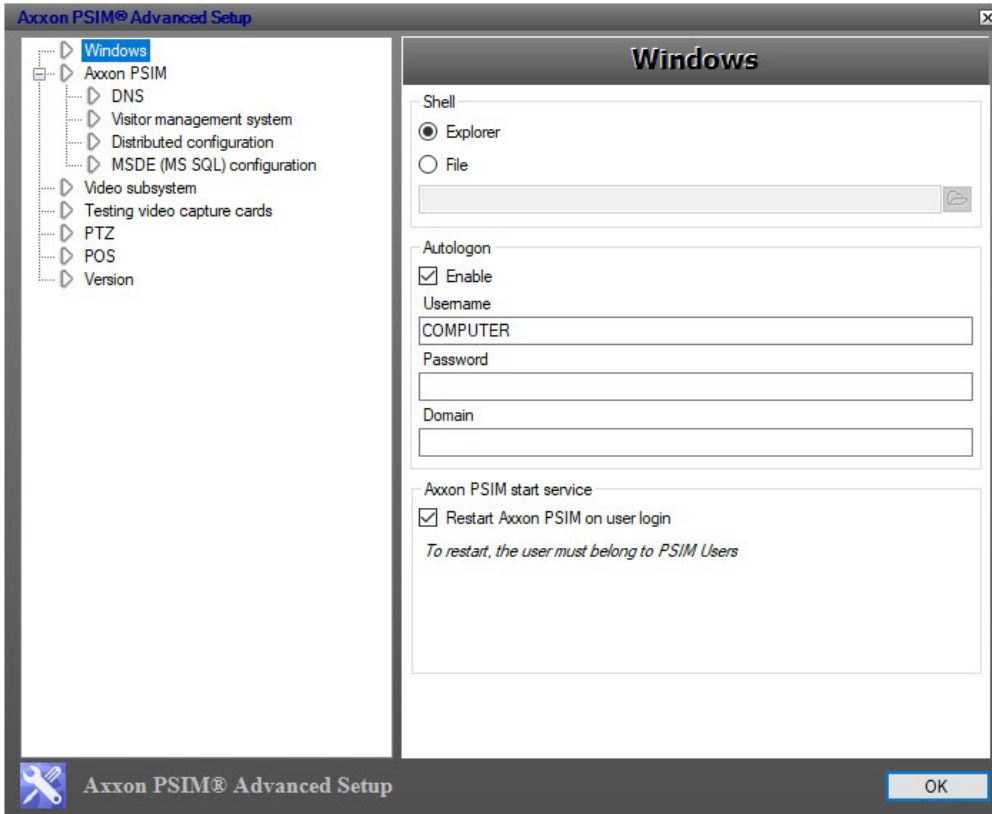 Axxon PSIM® Advanced Setup
Windows
Axxon PSIM
DNS
Visitor management system
Distributed configuration
MSDE (MS SQL) configuration
Video subsystem
Testing video capture cards
PTZ
POS
Version
Windows
Shell
Explorer
File
Autologon
Enable
Username
COMPUTER
Password
Domain
Axxon PSIM start service
Restart Axxon PSIM on user login
To restart, the user must belong to PSIM Users
Axxon PSIM® Advanced Setup
OK